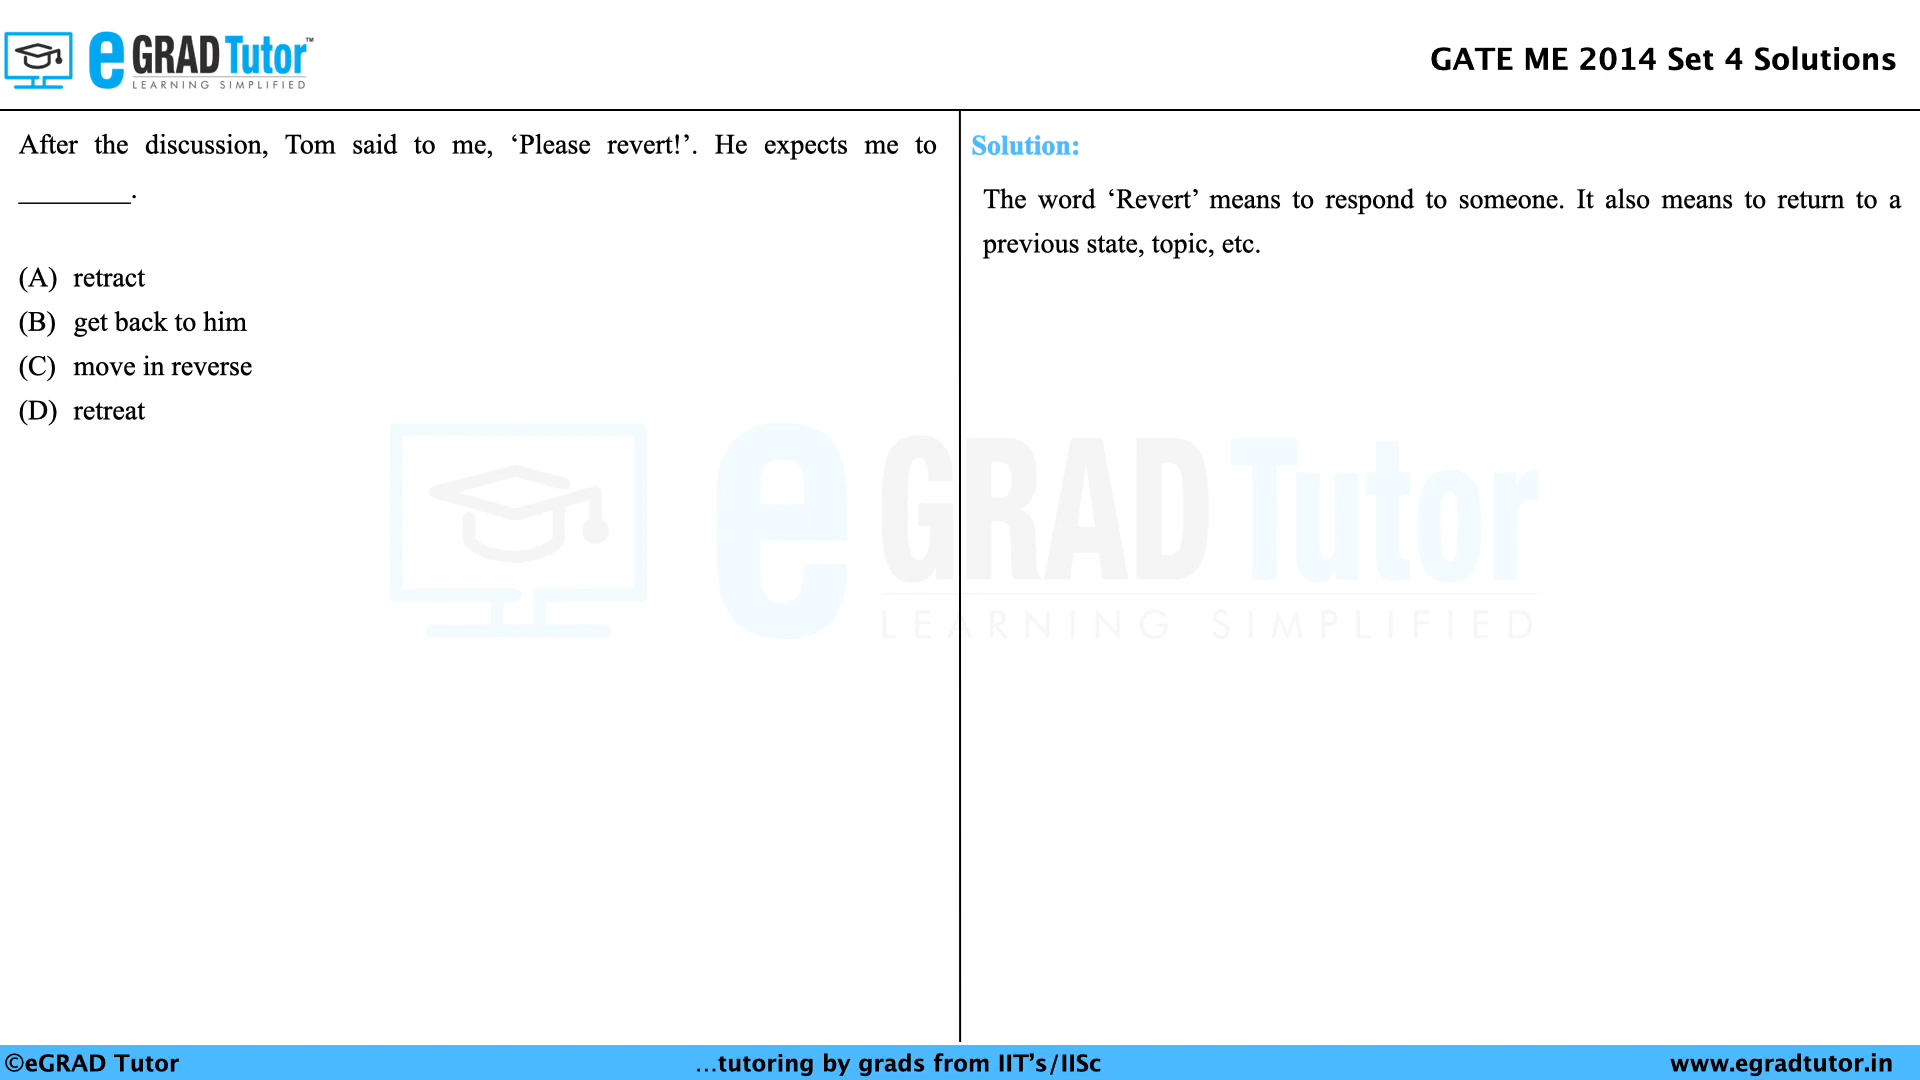 e GRAD Tutor™
LEARNING SIMPLIFIED
GATE ME 2014 Set 4 Solutions
After the discussion, Tom said to me, ‘Please revert!’. He expects me to
________.
(A) retract
(B) get back to him
(C) move in reverse
(D) retreat
Solution:
The word ‘Revert’ means to respond to someone. It also means to return to a
previous state, topic, etc.
e GRAD Tutor
LEARNING SIMPLIFIED
©eGRAD Tutor
...tutoring by grads from IIT’s/IISc
www.egradtutor.in